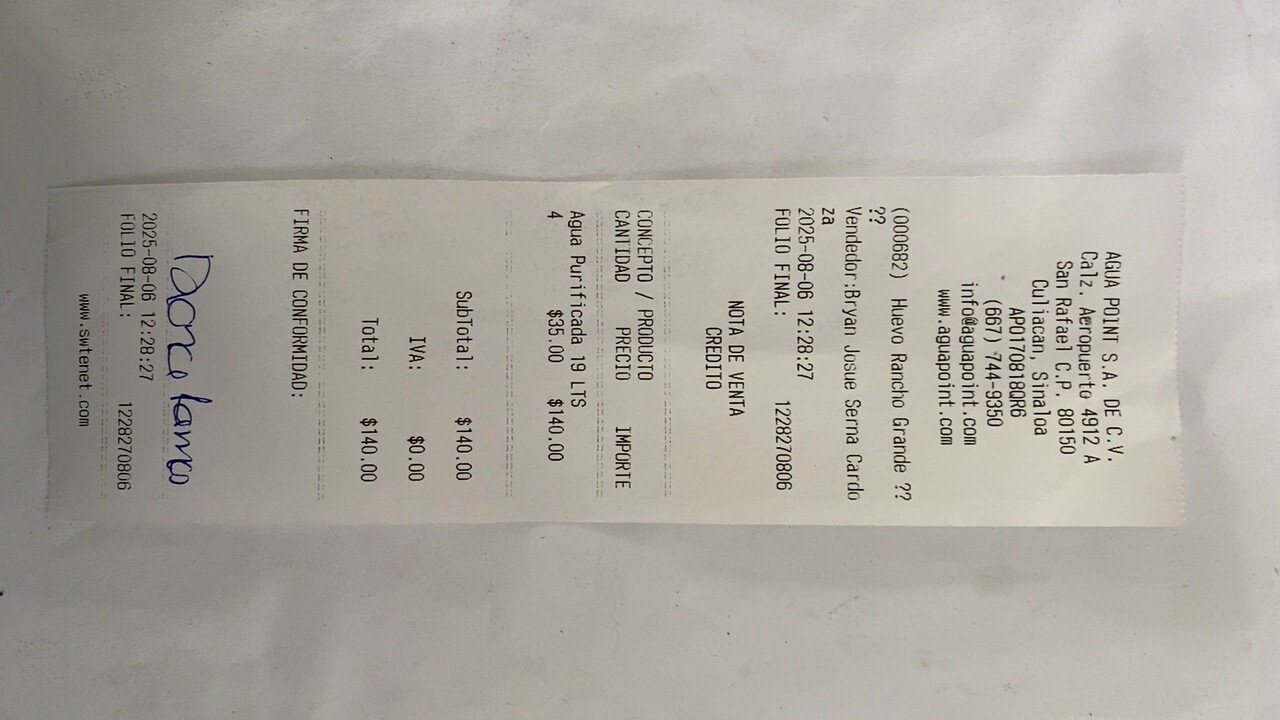 AGUA POINT S.A. DE C.V.
Calz. Aeropuerto 4912 A
San Rafael C.P. 80150
Culiacan, Sinaloa
APO170818QR6
(667) 744-9350
info@aguapoint.com
www.aguapoint.com
(000682) Huevo Rancho Grande ??
??
Vendedor:Bryan Josue Serna Cardo
za
2025-08-06 12:28:27
FOLIO FINAL: 1228270806
NOTA DE VENTA
CREDITO
CONCEPTO / PRODUCTO
CANTIDAD PRECIO IMPORTE
Agua Purificada 19 LTS
4 $35.00 $140.00
SubTotal: $140.00
IVA: $0.00
Total: $140.00
FIRMA DE CONFORMIDAD:
2025-08-06 12:28:27
FOLIO FINAL: 1228270806
www.swtenet.com